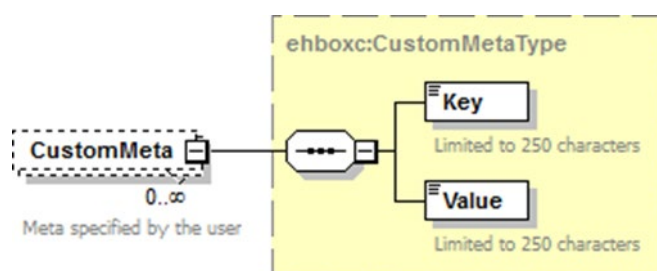 ehboxc:CustomMetaType
Key
Limited to 250 characters
CustomMeta
0..∞
Meta specified by the user
Value
Limited to 250 characters